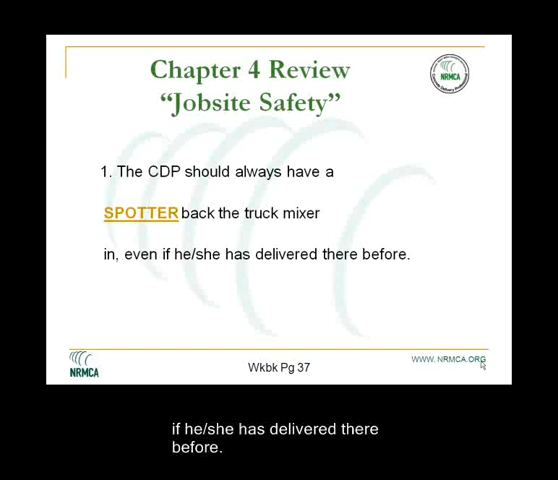 Chapter 4 Review
“Jobsite Safety”
NRMCA
1. The CDP should always have a
SPOTTER back the truck mixer
in, even if he/she has delivered there before.
NRMCA
Wkbk Pg 37
WWW. NRMCA.ORG
if he/she has delivered there
before.